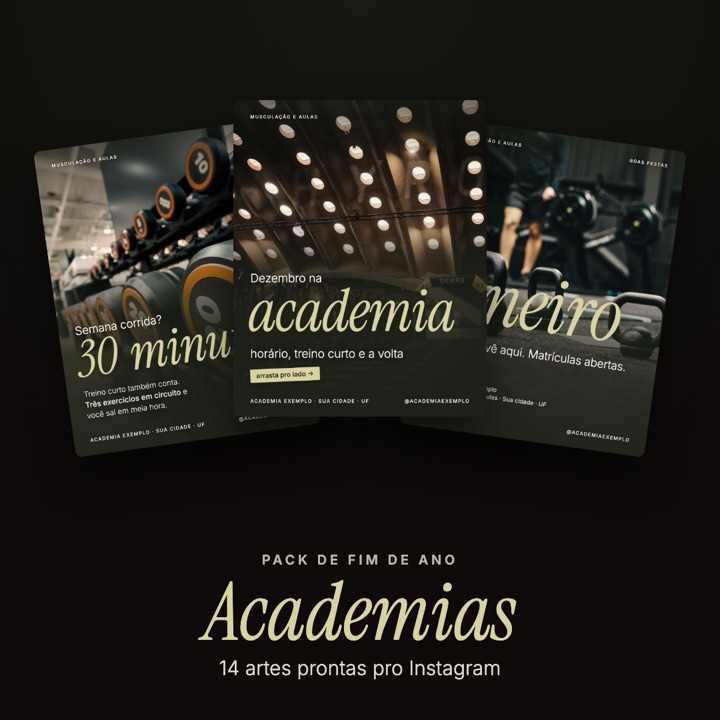 MUSCULAÇÃO E AULAS
Semana corrida?
30
Treino curto também conta.
Três exercícios em circuito e
você sai em meia hora.
ACADEMIA EXEMPLO · SUA CIDADE · UF
MUSCULAÇÃO E AULAS
Dezembro na
academia
horário, treino curto e a volta
arrasta pro lado →
ACADEMIA EXEMPLO · SUA CIDADE · UF
@ACADEMIAEXEMPLO
E AULAS
BOAS FESTAS
neiro
vê aqui. Matrículas abertas.
Sua cidade · UF
@ACADEMIAEXEMPLO
PACK DE FIM DE ANO
Academias
14 artes prontas pro Instagram